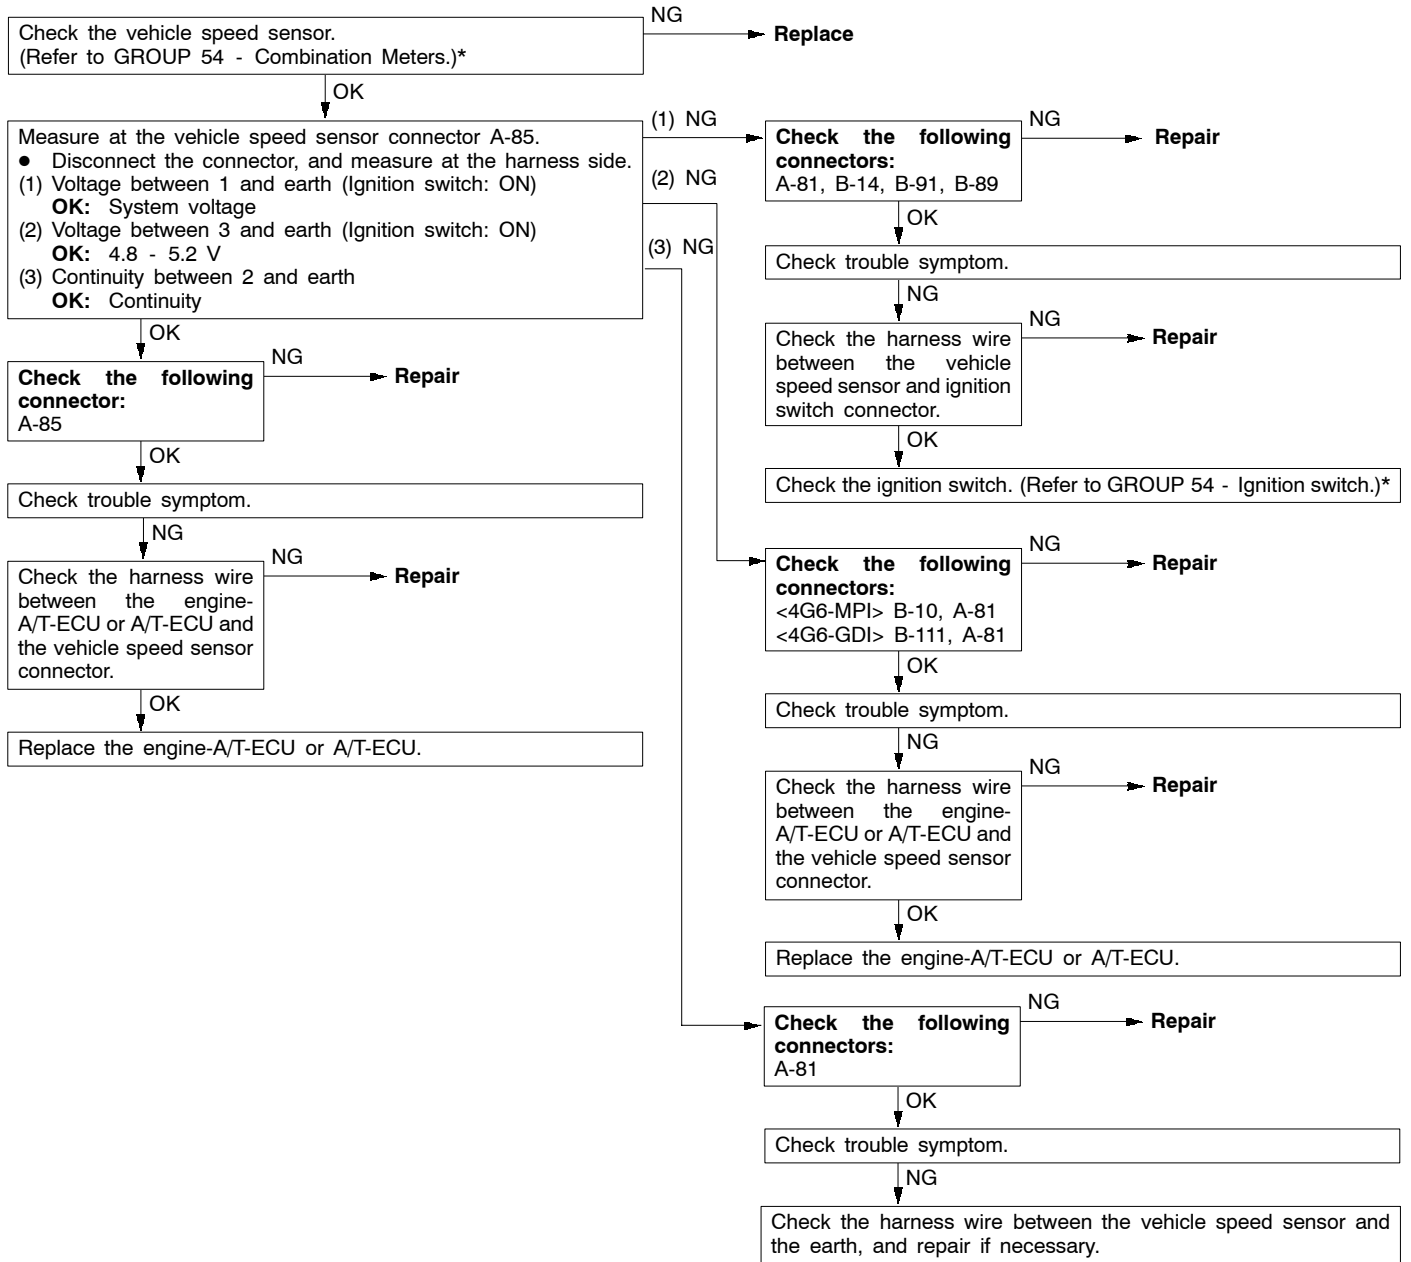 Check the vehicle speed sensor.
(Refer to GROUP 54 - Combination Meters.)*
NG
Replace
OK
Measure at the vehicle speed sensor connector A-85.
● Disconnect the connector, and measure at the harness side.
(1) Voltage between 1 and earth (Ignition switch: ON)
OK: System voltage
(2) Voltage between 3 and earth (Ignition switch: ON)
OK: 4.8 - 5.2 V
(3) Continuity between 2 and earth
OK: Continuity
OK
Check the following
connector:
A-85
NG
Repair
OK
Check trouble symptom.
NG
Check the harness wire
between the engine-
A/T-ECU or A/T-ECU and
the vehicle speed sensor
connector.
NG
Repair
OK
Replace the engine-A/T-ECU or A/T-ECU.
(1) NG
Check the following
connectors:
A-81, B-14, B-91, B-89
NG
Repair
OK
Check trouble symptom.
NG
Check the harness wire
between the vehicle
speed sensor and ignition
switch connector.
NG
Repair
OK
Check the ignition switch. (Refer to GROUP 54 - Ignition switch.)*
(2) NG
Check the following
connectors:
<4G6-MPI> B-10, A-81
<4G6-GDI> B-111, A-81
NG
Repair
OK
Check trouble symptom.
NG
Check the harness wire
between the engine-
A/T-ECU or A/T-ECU and
the vehicle speed sensor
connector.
NG
Repair
OK
Replace the engine-A/T-ECU or A/T-ECU.
(3) NG
Check the following
connectors:
A-81
NG
Repair
OK
Check trouble symptom.
NG
Check the harness wire between the vehicle speed sensor and
the earth, and repair if necessary.